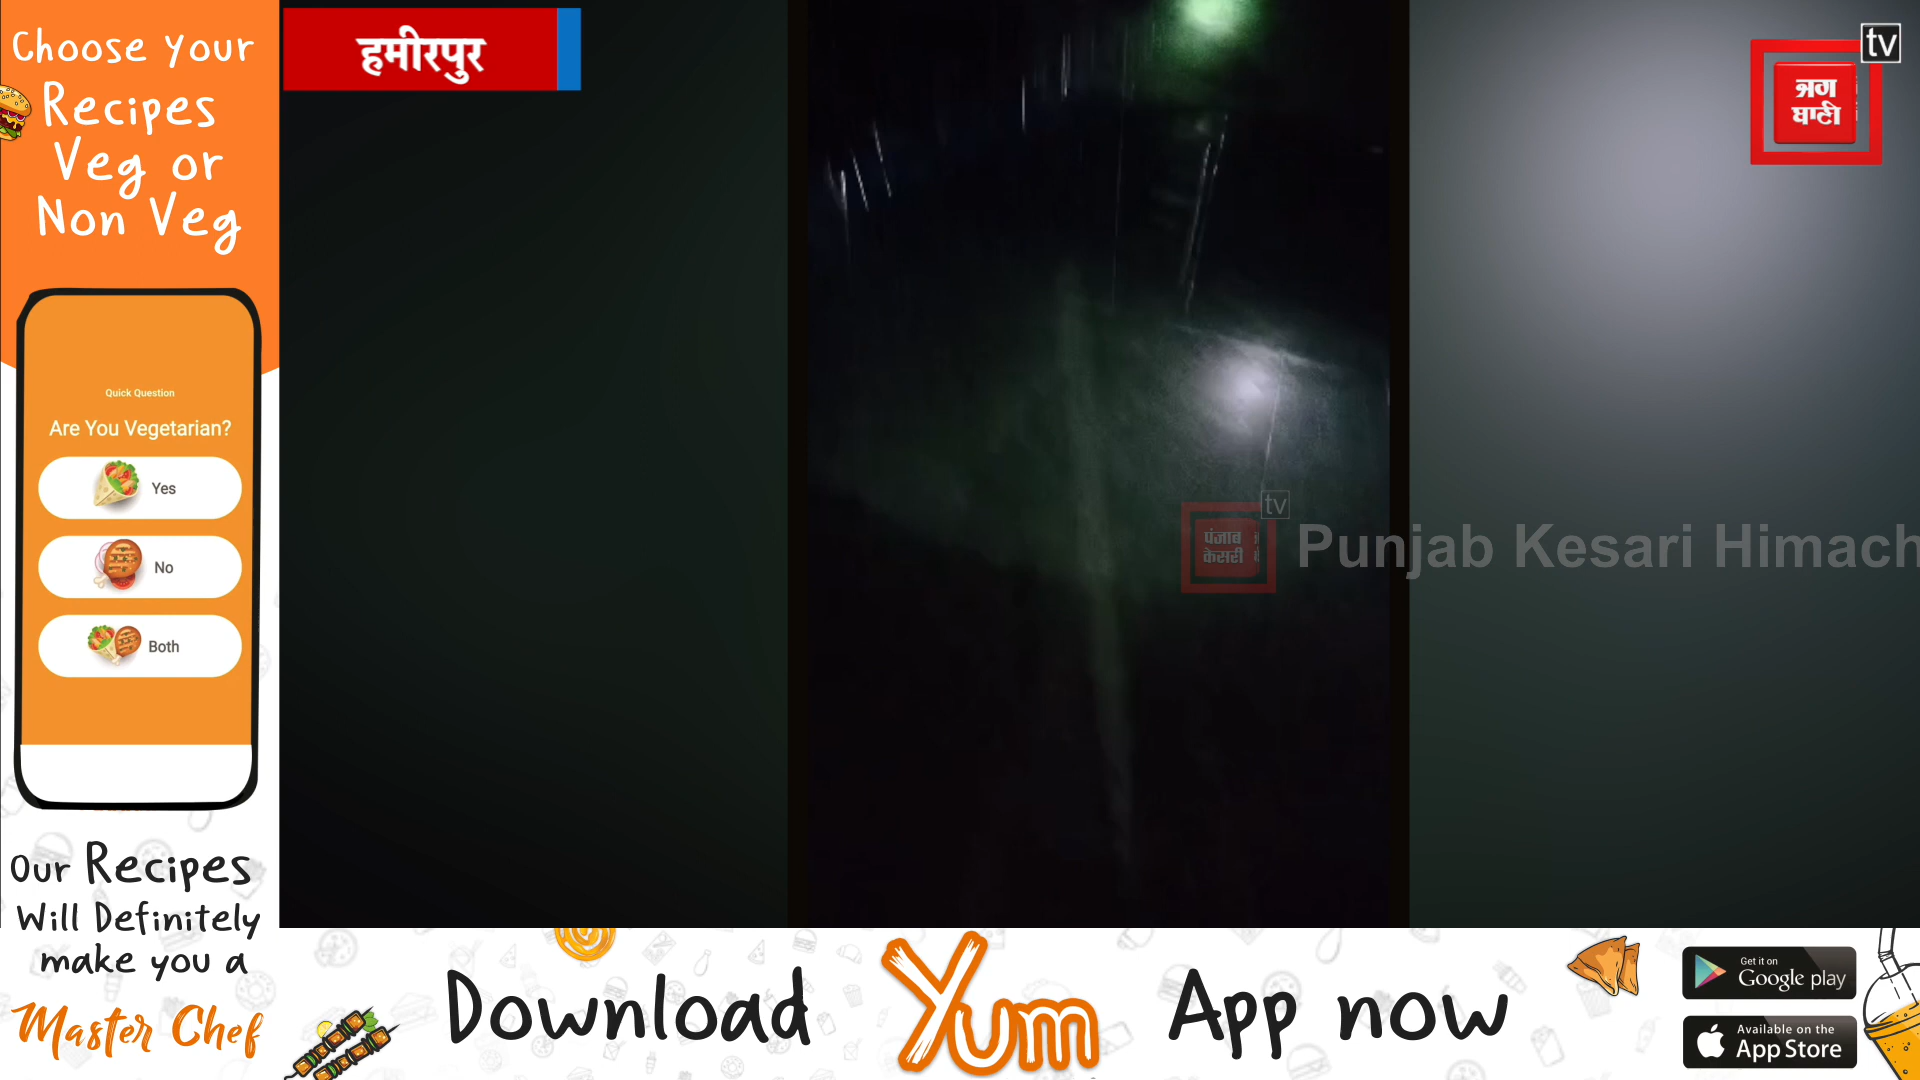 Choose your
Recipes
Veg or
Non Veg
हमीरपुर
tv
ਜਗ
ਬਾਣੀ
Quick Question
Are You Vegetarian?
Yes
No
Both
tv
पंजाब
केसरी
Punjab Kesari Himach
Our Recipes
Will Definitely
make you a
Master Chef
Download Yum App now
Get it on
Google play
Available on the
App Store